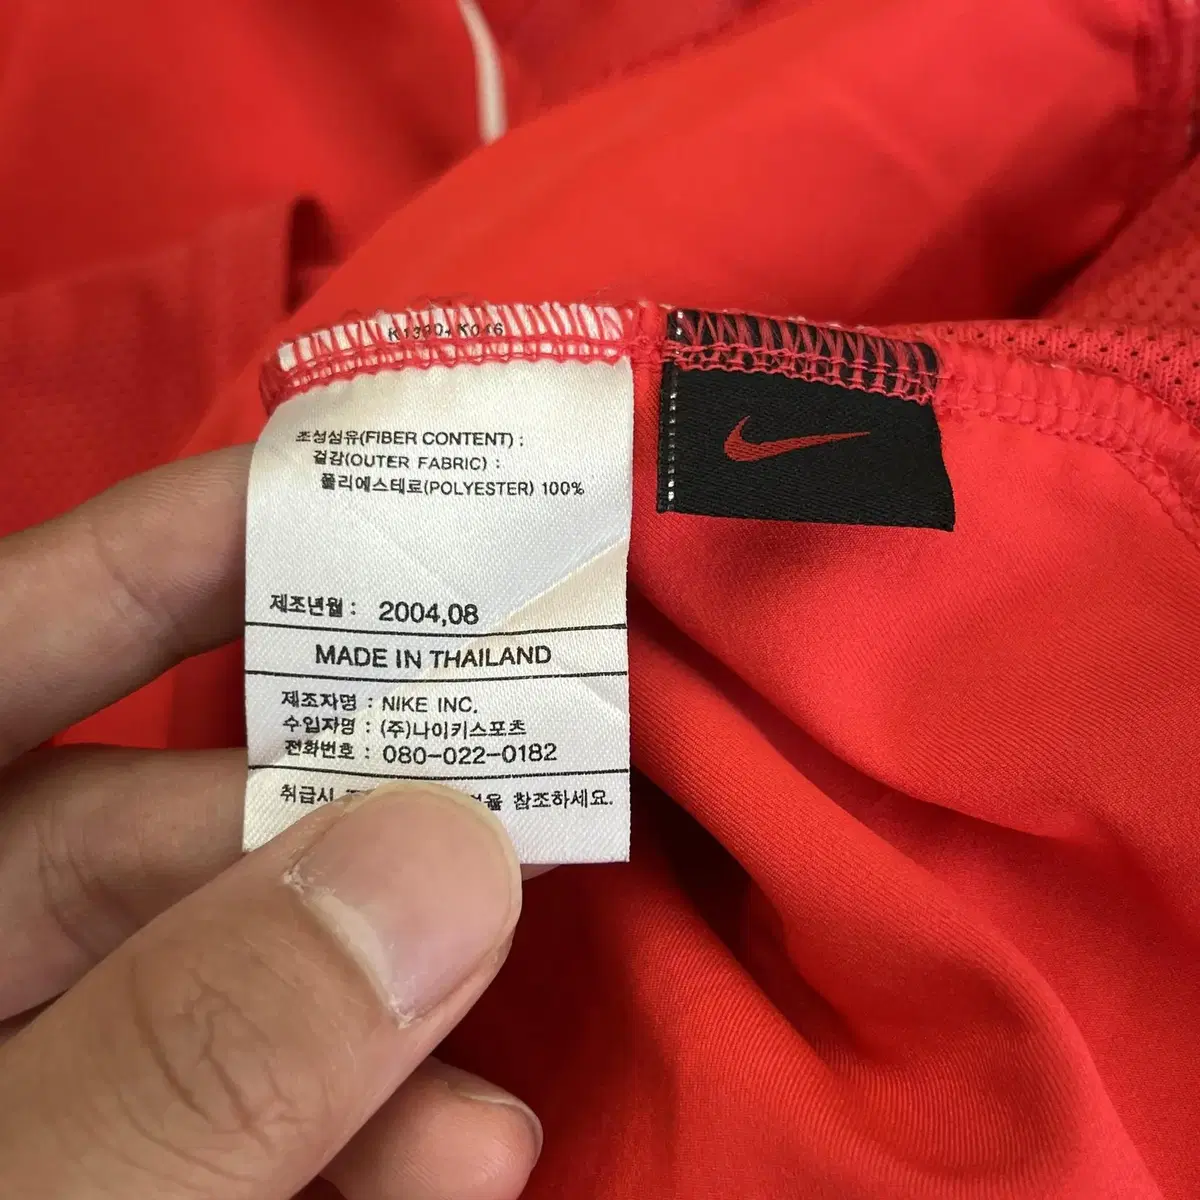 조성섬유(FIBER CONTENT) :
겉감(OUTER FABRIC) :
폴리에스테르(POLYESTER) 100%
제조년월 : 2004,08
MADE IN THAILAND
제조자명 : NIKE INC.
수입자명 : (주)나이키스포츠
전화번호 : 080-022-0182
취급시 참조하세요.